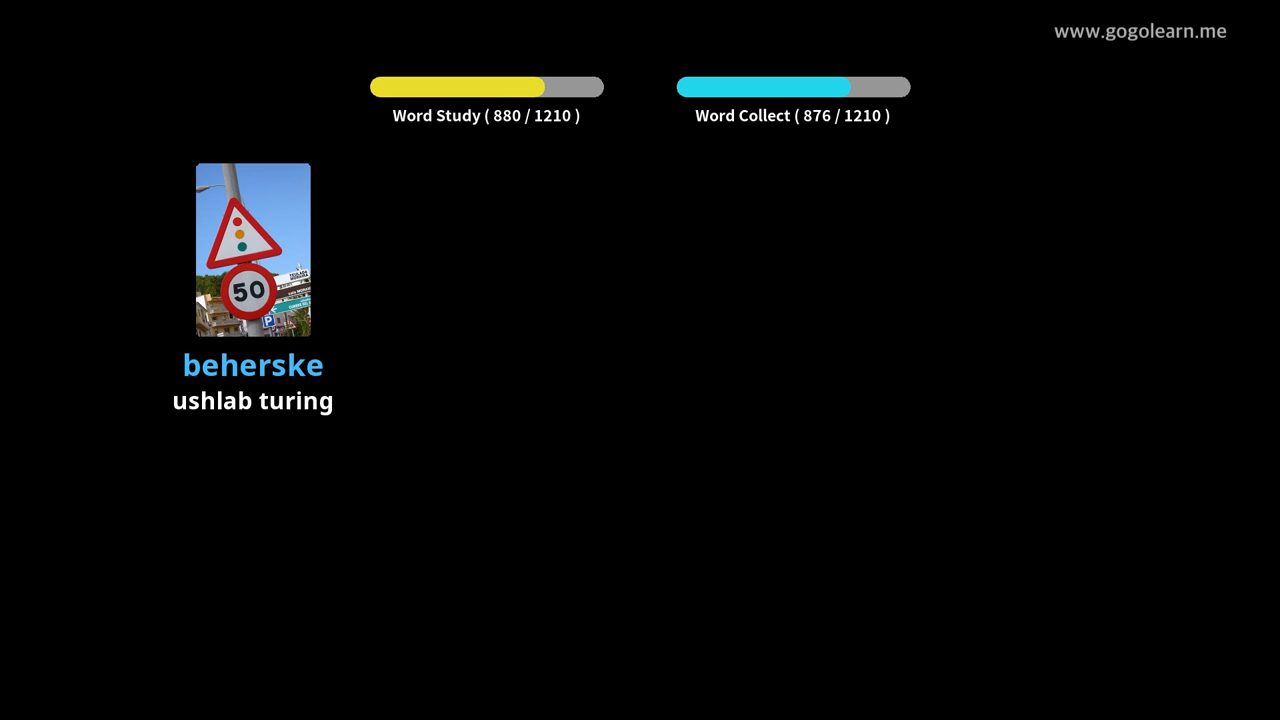 www.gogolearn.me
Word Study ( 880 / 1210 )
Word Collect ( 876 / 1210 )
50
P
beherske
ushlab turing